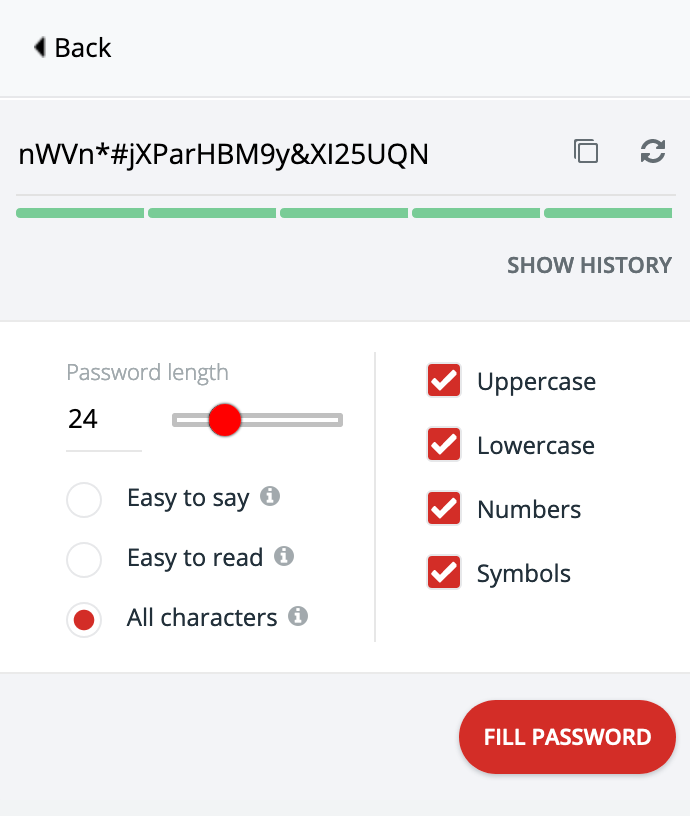 Back
nWVn*#jXParHBM9y&XI25UQN
SHOW HISTORY
Password length
24
Easy to say
Easy to read
All characters
Uppercase
Lowercase
Numbers
Symbols
FILL PASSWORD